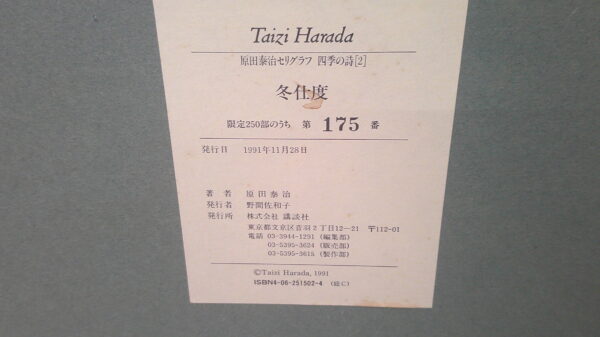 Taizi Harada
原田泰治セリグラフ 四季の詩[2]
冬仕度
限定250部のうち 第 175 番
発行日 1991年11月28日
著者 原田泰治
発行者 野間佐和子
発行所 株式会社 講談社
東京都文京区音羽2丁目12-21 〒112-01
電話 03-3944-1291 (編集部)
03-5395-3624 (販売部)
03-5395-3615 (製作部)
©Taizi Harada, 1991
ISBN4-06-251502-4 (総C)